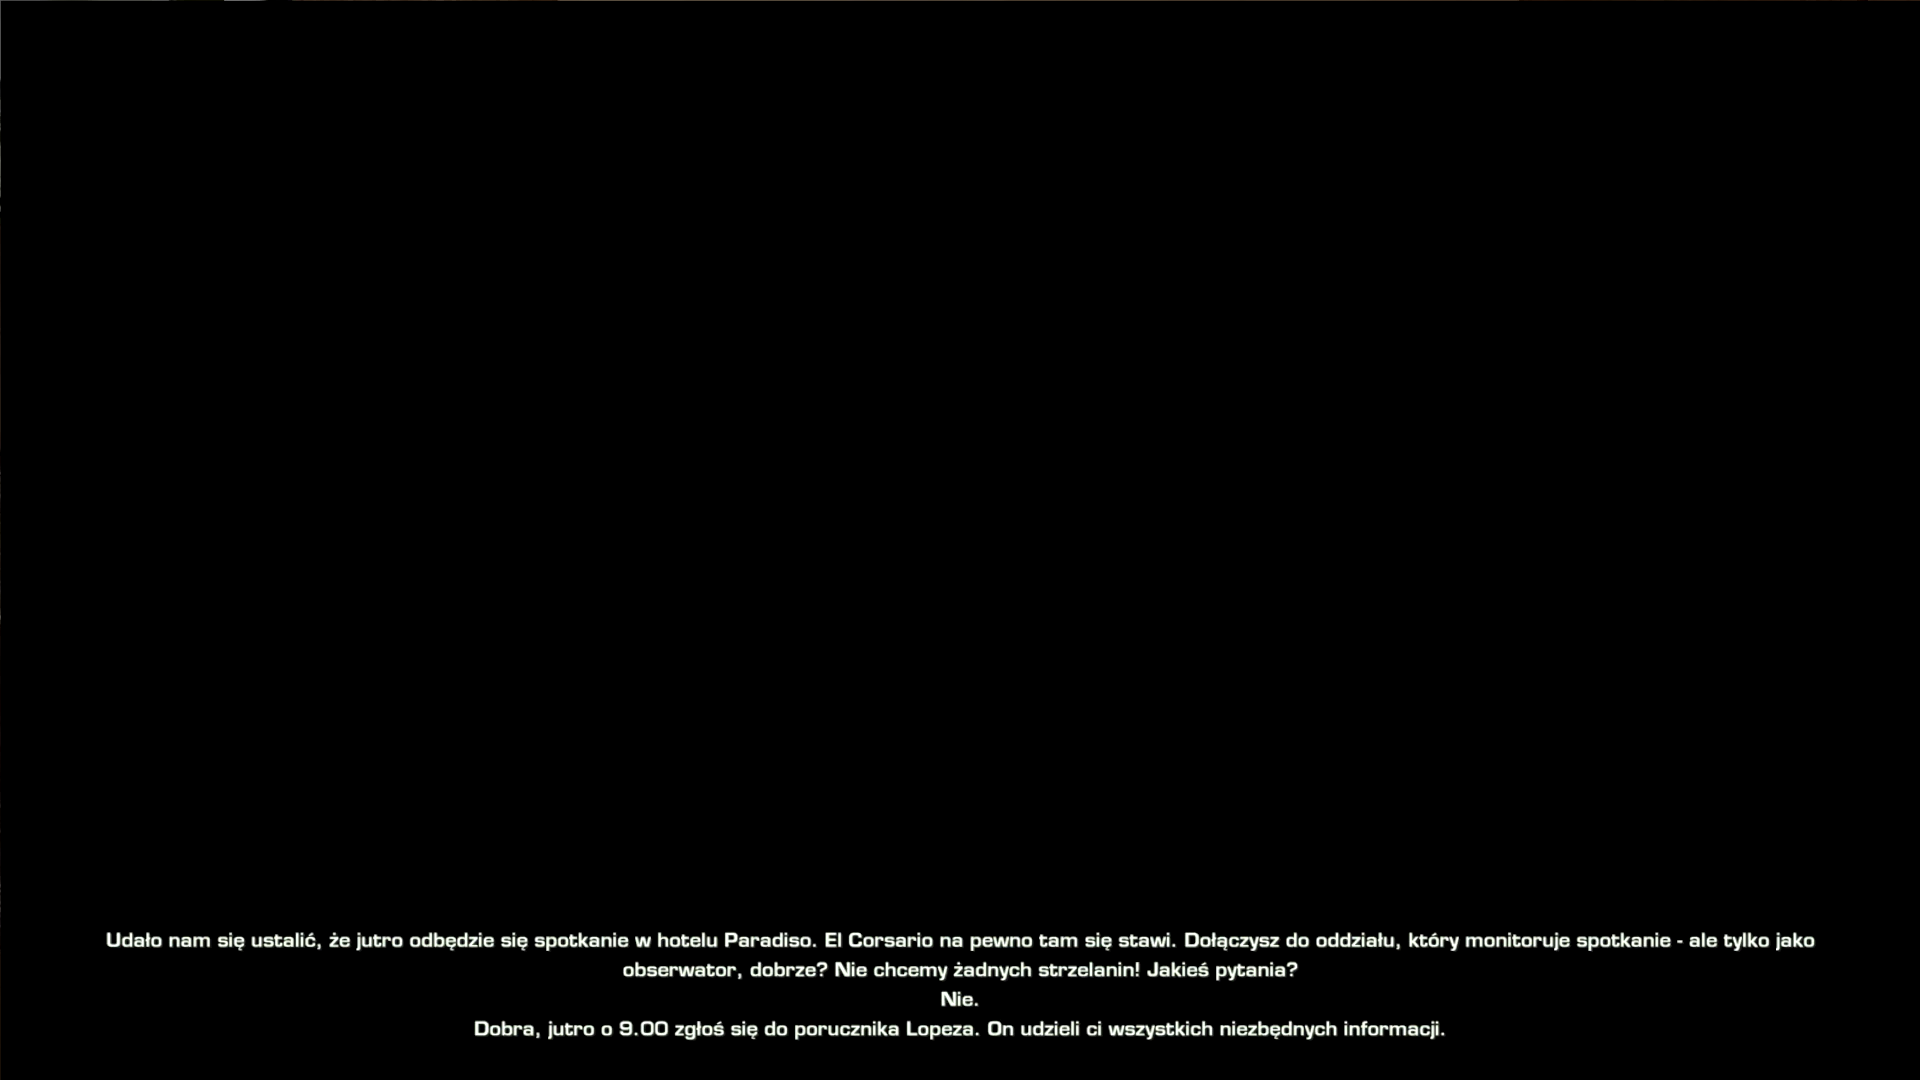 Udało nam się ustalić, że jutro odbędzie się spotkanie w hotelu Paradiso. El Corsario na pewno tam się stawi. Dołączysz do oddziału, który monitoruje spotkanie - ale tylko jako
obserwator, dobrze? Nie chcemy żadnych strzelanin! Jakieś pytania?
Nie.
Dobra, jutro o 9.00 zgłoś się do porucznika Lopeza. On udzieli ci wszystkich niezbędnych informacji.